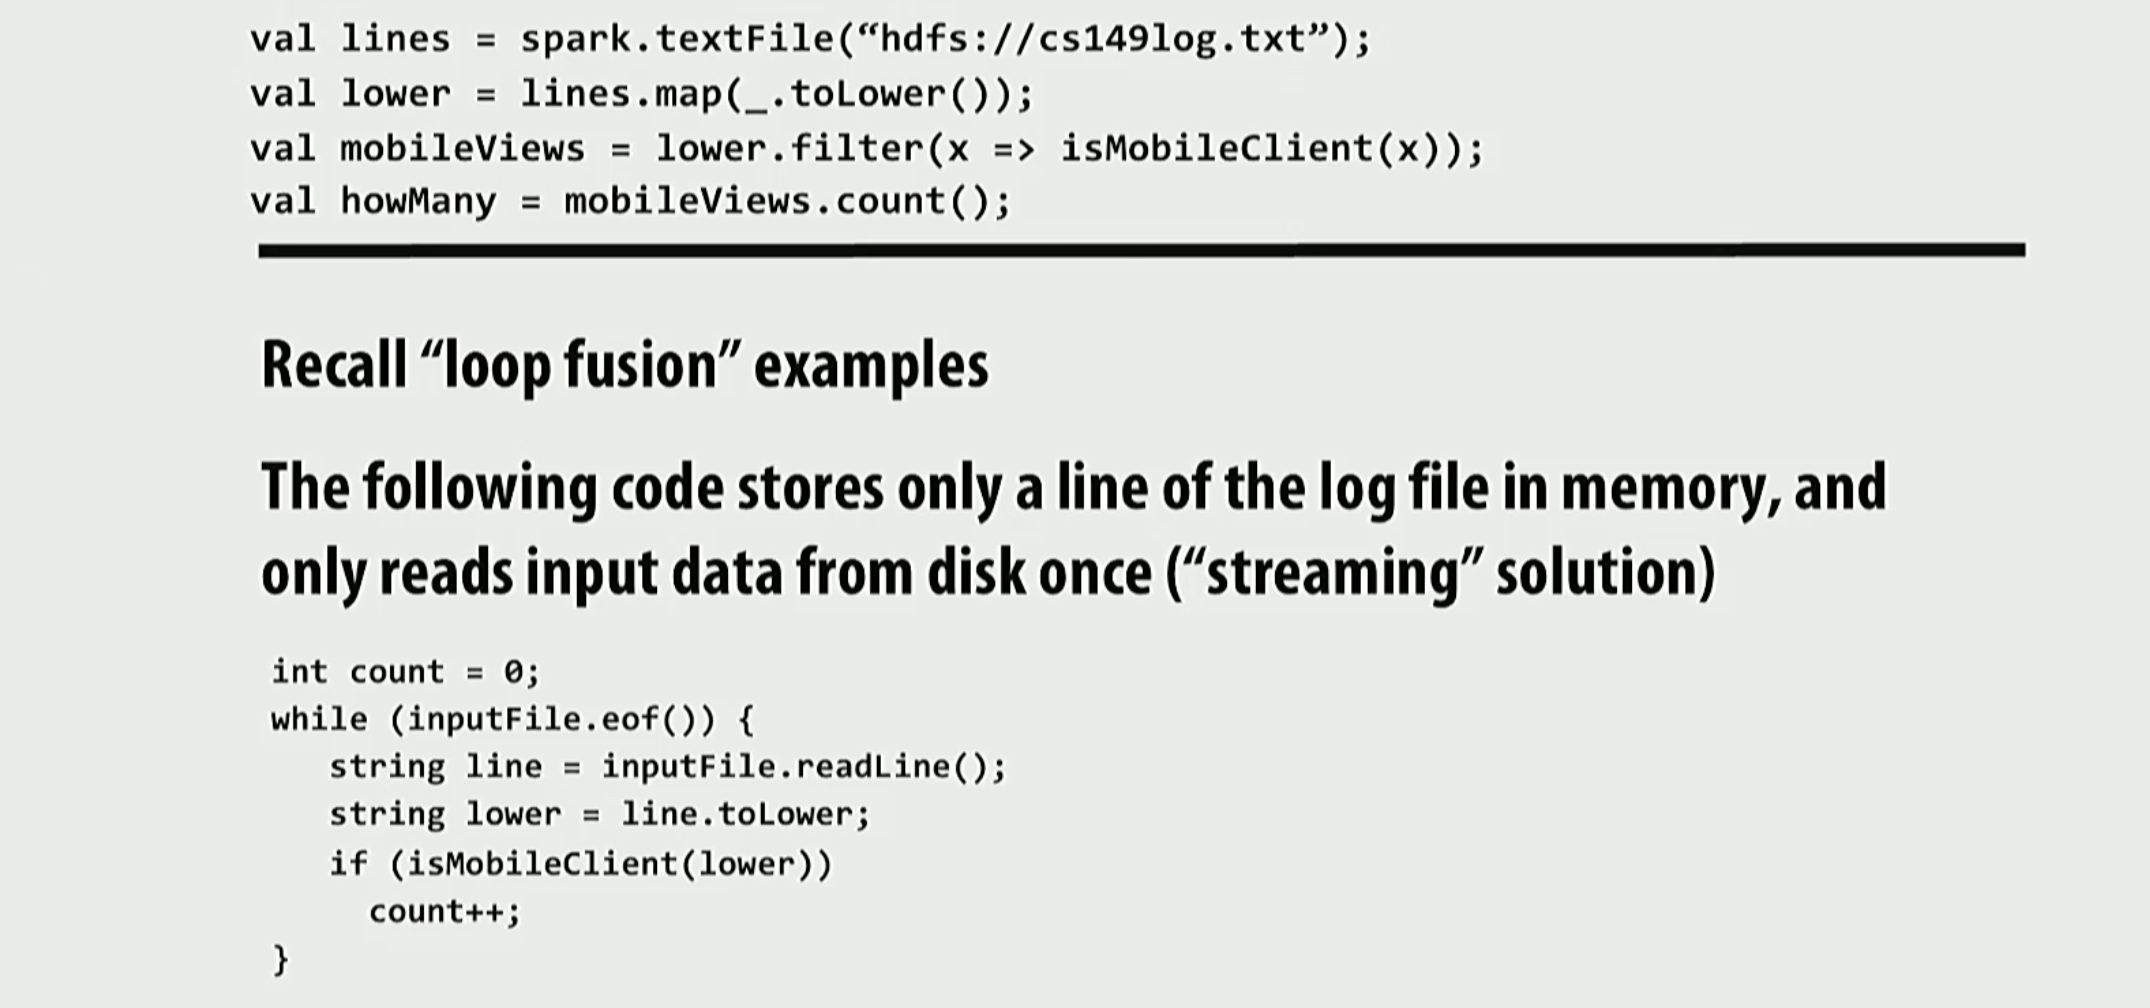 val lines = spark.textFile(“hdfs://cs149log.txt”);
val lower = lines.map(_.toLower());
val mobileViews = lower.filter(x => isMobileClient(x));
val howMany = mobileViews.count();
Recall “loop fusion” examples
The following code stores only a line of the log file in memory, and
only reads input data from disk once (“streaming” solution)
int count = 0;
while (inputFile.eof()) {
string line = inputFile.readLine();
string lower = line.toLower;
if (isMobileClient(lower))
count++;
}